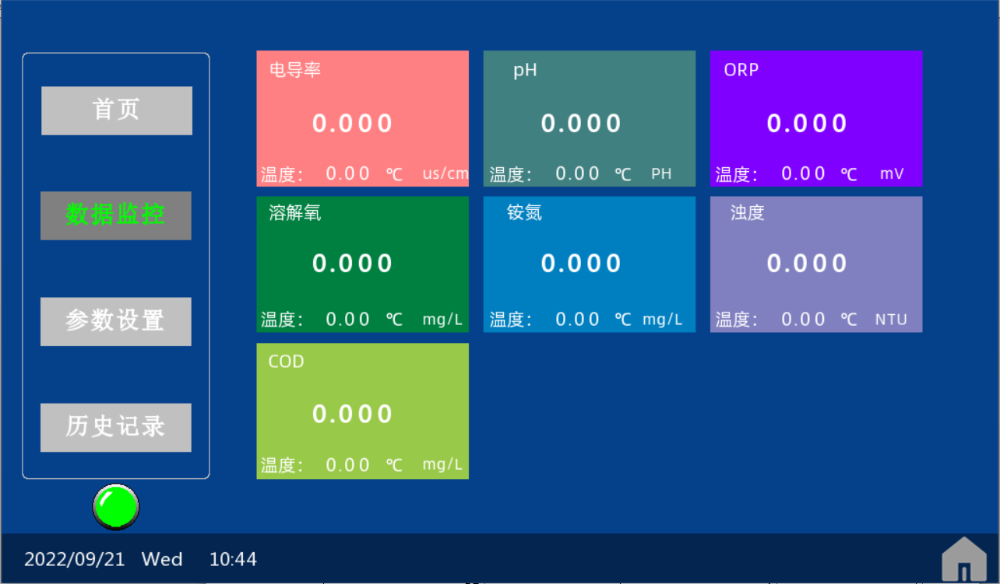 首页
数据监控
参数设置
历史记录
电导率
0.000
温度: 0.00 ℃ us/cm
pH
0.000
温度: 0.00 ℃ PH
ORP
0.000
温度: 0.00 ℃ mV
溶解氧
0.000
温度: 0.00 ℃ mg/L
铵氮
0.000
温度: 0.00 ℃ mg/L
浊度
0.000
温度: 0.00 ℃ NTU
COD
0.000
温度: 0.00 ℃ mg/L
2022/09/21 Wed 10:44